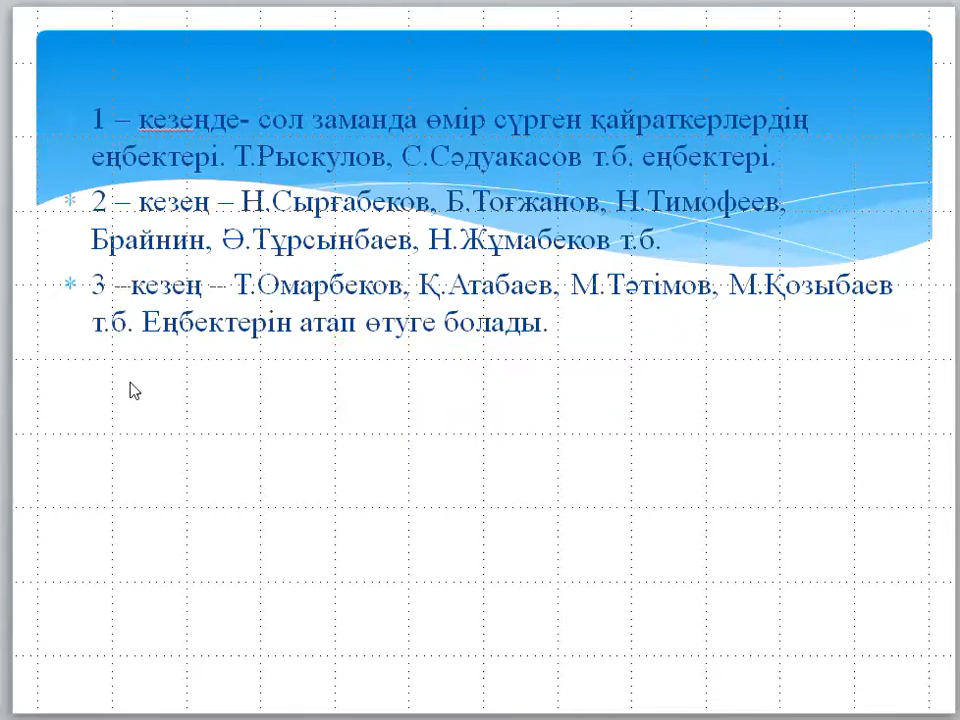 1 – кезеңде- сол заманда өмір сүрген қайраткерлердің
еңбектері. Т.Рыскулов, С.Сәдуакасов т.б. еңбектері.
* 2 – кезең – Н.Сырғабеков, Б.Тоғжанов, Н.Тимофеев,
Брайнин, Ә.Тұрсынбаев, Н.Жұмабеков т.б.
* 3 –кезең – Т.Омарбеков, Қ.Атабаев, М.Тәтімов, М.Қозыбаев
т.б. Еңбектерін атап өтуге болады.